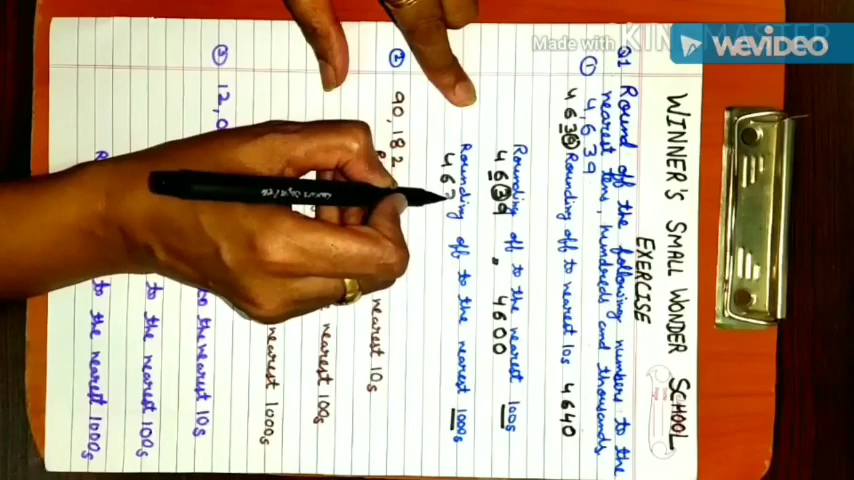 Made with KINEMASTER
WeVideo
WINNER'S SMALL WONDER SCHOOL
EXERCISE
Q1 Round off the following numbers to the
nearest tens, hundreds and thousands
① 4,639
4639 Rounding off to nearest 10s 4640
Rounding off to the nearest 100s
4639 4600
Rounding off to the nearest 1000s
463
② 90,182
nearest 10s
nearest 100s
nearest 1000s
③ 12,0
nearest 10s
to the nearest 100s
to the nearest 1000s